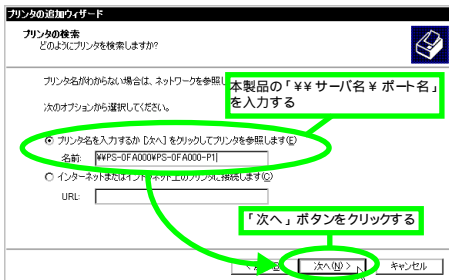 プリンタの追加ウィザード
プリンタの検索
どのようにプリンタを検索しますか?
プリンタ名がわからない場合は、ネットワークを参照し
本製品の「¥¥サーバ名¥ポート名」
を入力する
次のオプションから選択してください。
プリンタ名を入力するか [次へ] をクリックしてプリンタを参照します(E)
名前: ¥¥PS-0FA000¥PS-0FA000-P1
インターネットまたはイントラネット上のプリンタに接続します(C)
URL:
「次へ」ボタンをクリックする
次へ(N) >
キャンセル